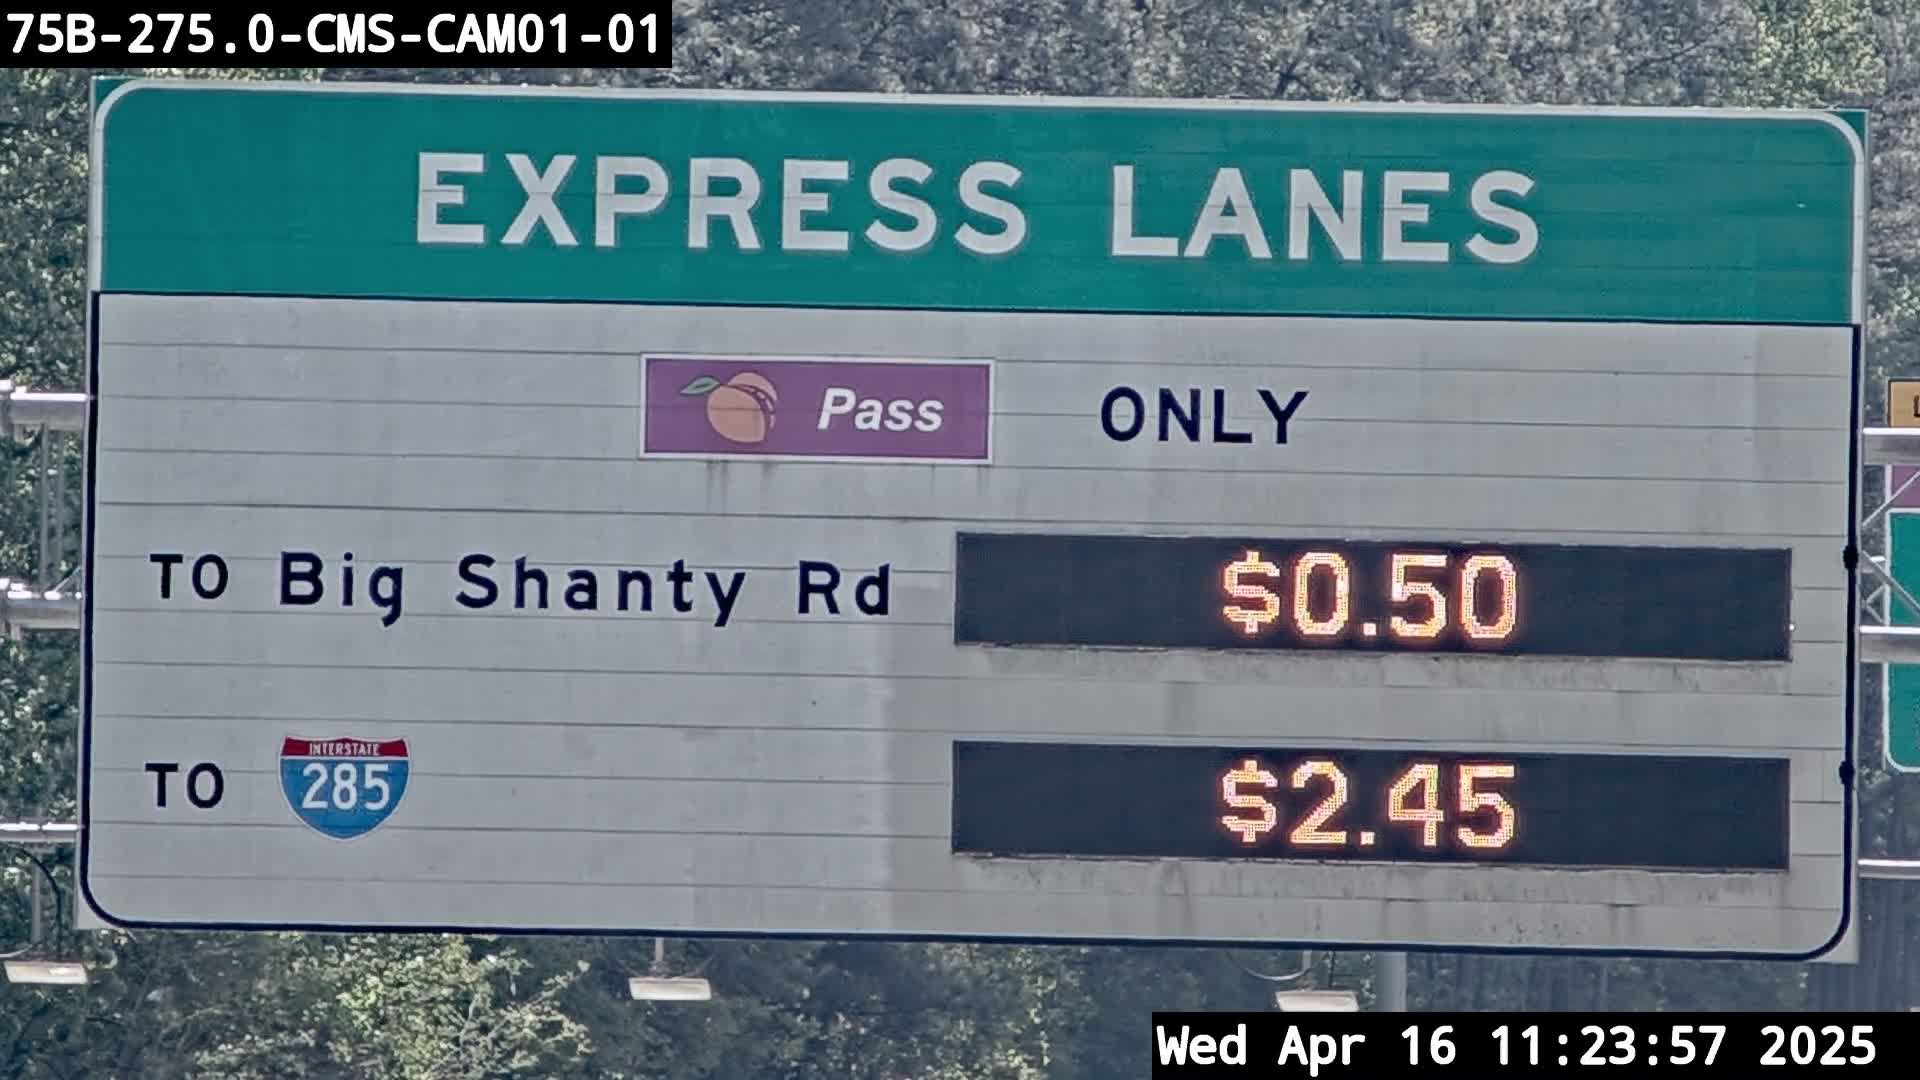 75B-275.0-CMS-CAM01-01
EXPRESS LANES
Pass ONLY
TO Big Shanty Rd $0.50
INTERSTATE
TO 285 $2.45
Wed Apr 16 11:23:57 2025